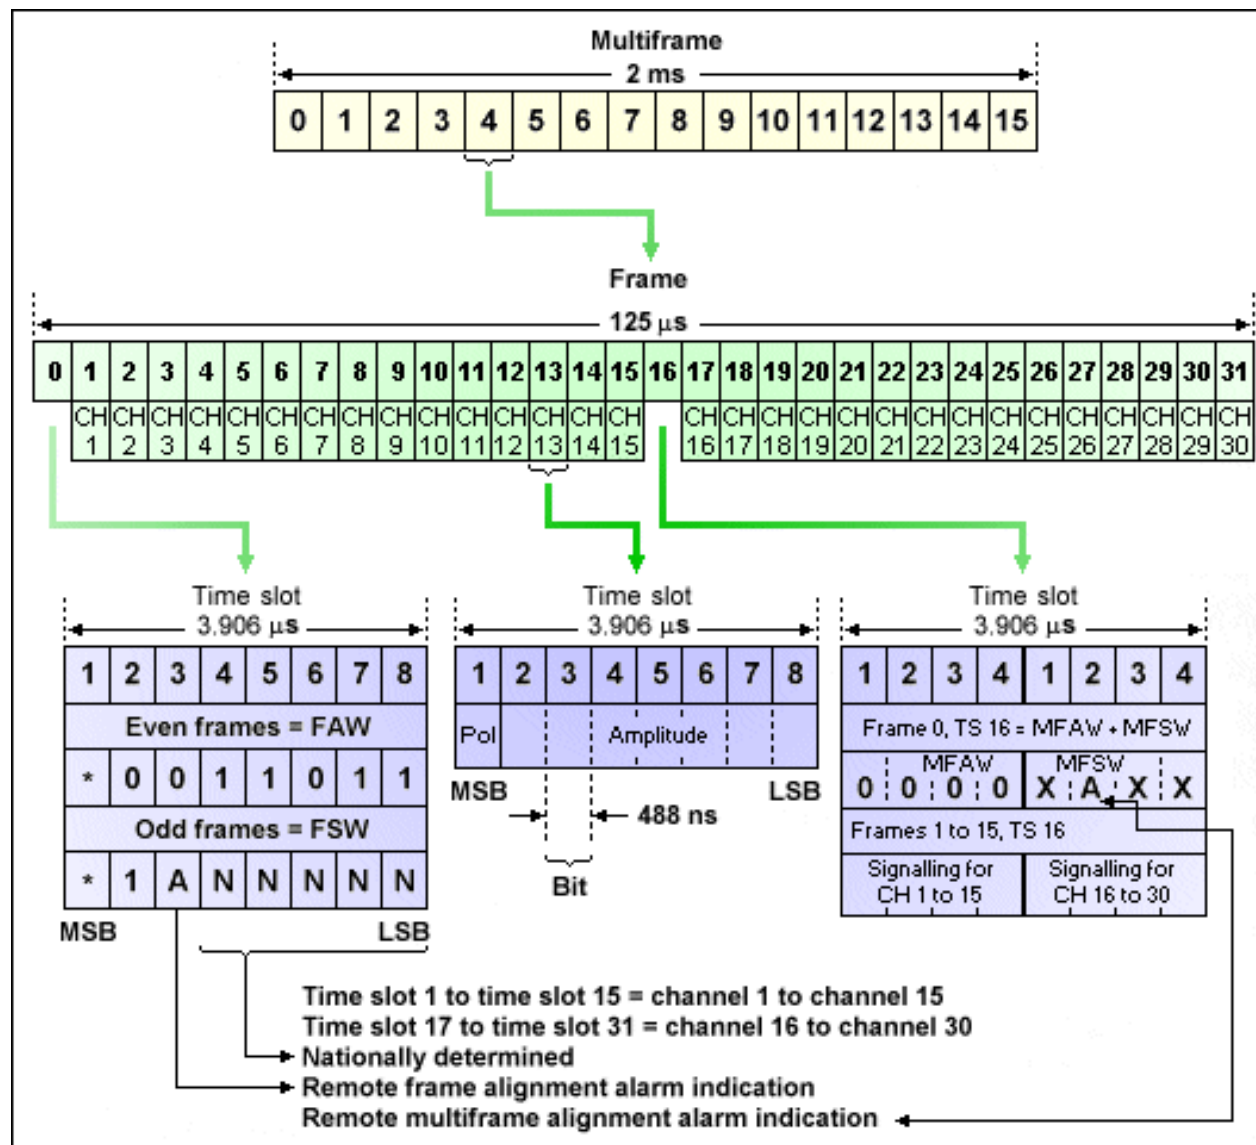 Multiframe
2 ms
0 1 2 3 4 5 6 7 8 9 10 11 12 13 14 15
Frame
125 μs
0 1 2 3 4 5 6 7 8 9 10 11 12 13 14 15 16 17 18 19 20 21 22 23 24 25 26 27 28 29 30 31
CH CH CH CH CH CH CH CH CH CH CH CH CH CH CH CH CH CH CH CH CH CH CH CH CH CH CH CH CH CH
1 2 3 4 5 6 7 8 9 10 11 12 13 14 15 16 17 18 19 20 21 22 23 24 25 26 27 28 29 30
Time slot
3.906 μs
1 2 3 4 5 6 7 8
Even frames = FAW
* 0 0 1 1 0 1 1
Odd frames = FSW
* 1 A N N N N N
MSB LSB
Time slot
3.906 μs
1 2 3 4 5 6 7 8
Pol Amplitude
MSB LSB
488 ns
Bit
Time slot
3.906 μs
1 2 3 4 1 2 3 4
Frame 0, TS 16 = MFAW + MFSW
MFAW MFSW
0 0 0 0 X A X X
Frames 1 to 15, TS 16
Signalling for
CH 1 to 15
Signalling for
CH 16 to 30
Time slot 1 to time slot 15 = channel 1 to channel 15
Time slot 17 to time slot 31 = channel 16 to channel 30
Nationally determined
Remote frame alignment alarm indication
Remote multiframe alignment alarm indication